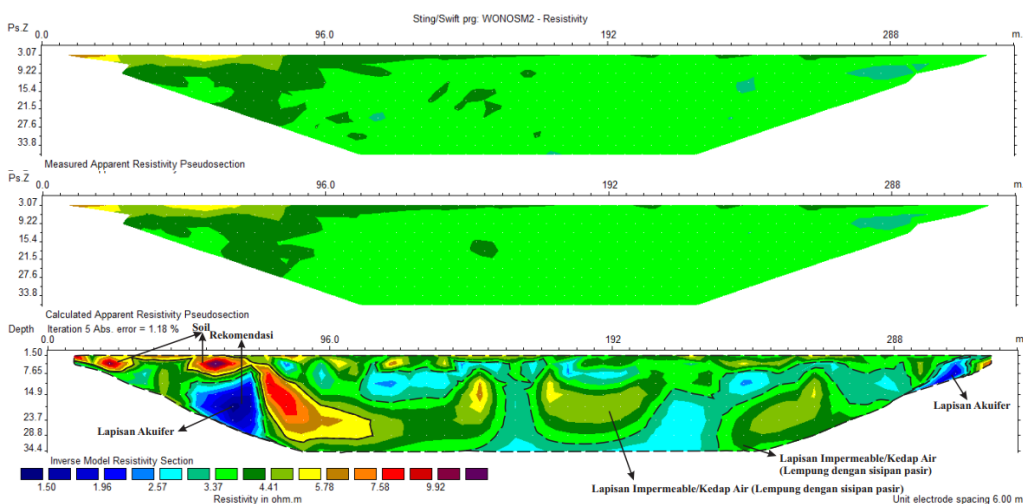 Sting/Swift prg: WONOSM2 - Resistivity
Ps.Z 0.0 96.0 192 288 m.
3.07
9.22
15.4
21.5
27.6
33.8
Measured Apparent Resistivity Pseudosection
Ps.Z 0.0 96.0 192 288 m.
3.07
9.22
15.4
21.5
27.6
33.8
Calculated Apparent Resistivity Pseudosection
Depth Iteration 5 Abs. error = 1.18 %
Soil
Rekomendasi
0.0 96.0 192 288 m.
1.50
7.65
14.9
23.7
28.8
34.4
Lapisan Akuifer
Lapisan Akuifer
Lapisan Impermeable/Kedap Air
(Lempung dengan sisipan pasir)
Lapisan Impermeable/Kedap Air (Lempung dengan sisipan pasir)
Inverse Model Resistivity Section
1.50 1.96 2.57 3.37 4.41 5.78 7.58 9.92
Resistivity in ohm.m
Unit electrode spacing 6.00 m